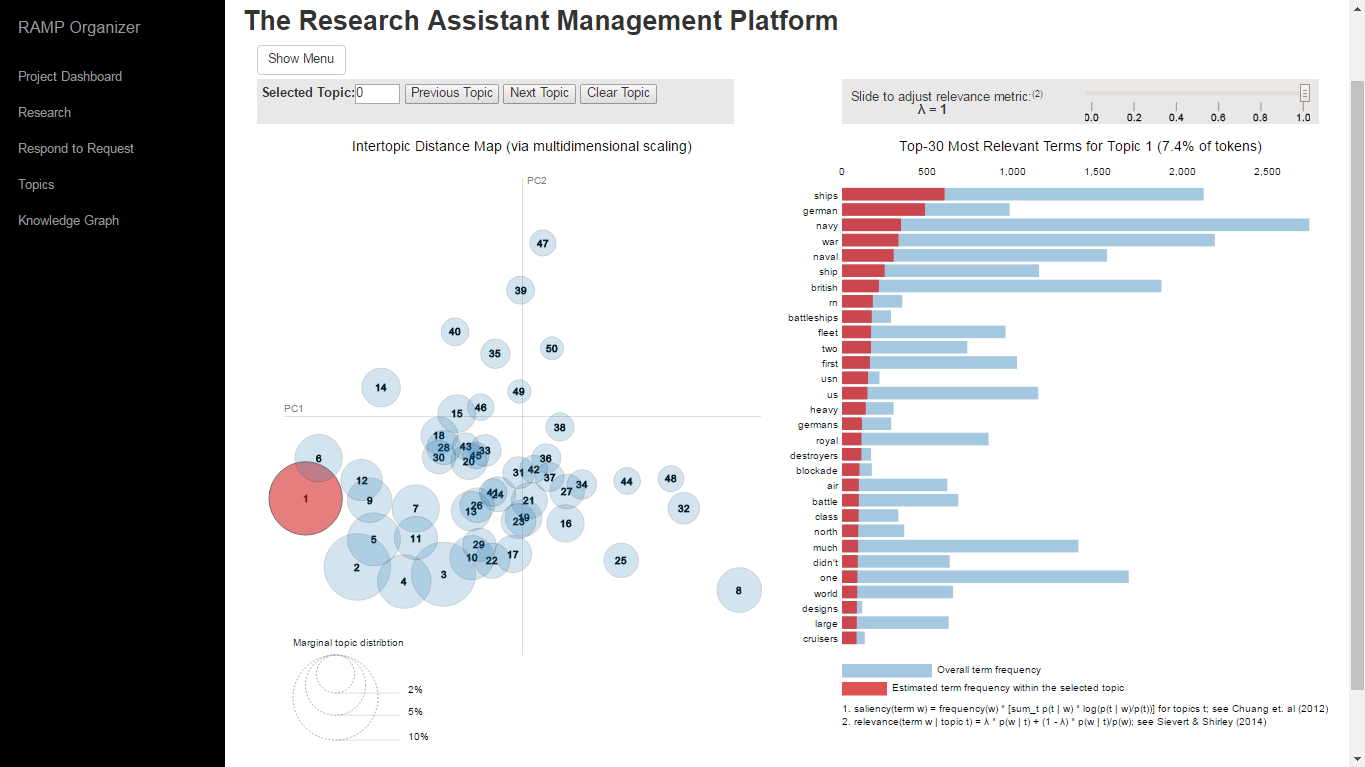 RAMP Organizer
Project Dashboard
Research
Respond to Request
Topics
Knowledge Graph
The Research Assistant Management Platform
Show Menu
Selected Topic: 0 Previous Topic Next Topic Clear Topic
Slide to adjust relevance metric:(2)
λ = 1
0.0 0.2 0.4 0.6 0.8 1.0
Intertopic Distance Map (via multidimensional scaling)
PC2
PC1
47
39
40
35
50
14
49
15
46
38
18
28
43
33
30
20
45
6
36
31
42
12
37
1
9
44
48
34
27
41
24
26
13
7
21
32
19
23
16
5
11
29
10
22
17
25
2
4
3
8
Marginal topic distribtion
2%
5%
10%
Top-30 Most Relevant Terms for Topic 1 (7.4% of tokens)
0 500 1,000 1,500 2,000 2,500
ships
german
navy
war
naval
ship
british
rn
battleships
fleet
two
first
usn
us
heavy
germans
royal
destroyers
blockade
air
battle
class
north
much
didn't
one
world
designs
large
cruisers
Overall term frequency
Estimated term frequency within the selected topic
1. saliency(term w) = frequency(w) * [sum_t p(t | w) * log(p(t | w)/p(t))] for topics t; see Chuang et. al (2012)
2. relevance(term w | topic t) = λ * p(w | t) + (1 - λ) * p(w | t)/p(w); see Sievert & Shirley (2014)